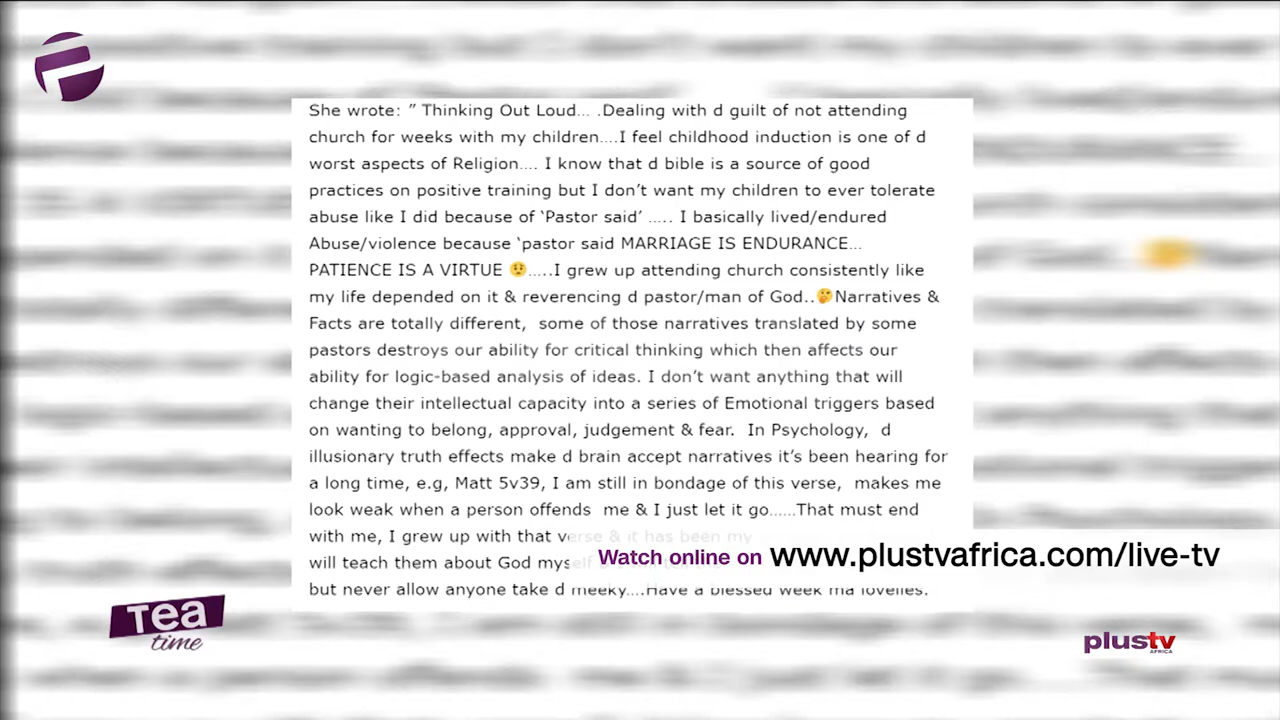 She wrote: " Thinking Out Loud... .Dealing with d guilt of not attending
church for weeks with my children....I feel childhood induction is one of d
worst aspects of Religion.... I know that d bible is a source of good
practices on positive training but I don't want my children to ever tolerate
abuse like I did because of 'Pastor said' ..... I basically lived/endured
Abuse/violence because 'pastor said MARRIAGE IS ENDURANCE...
PATIENCE IS A VIRTUE 😟.....I grew up attending church consistently like
my life depended on it & reverencing d pastor/man of God..🤔Narratives &
Facts are totally different, some of those narratives translated by some
pastors destroys our ability for critical thinking which then affects our
ability for logic-based analysis of ideas. I don't want anything that will
change their intellectual capacity into a series of Emotional triggers based
on wanting to belong, approval, judgement & fear. In Psychology, d
illusionary truth effects make d brain accept narratives it's been hearing for
a long time, e.g, Matt 5v39, I am still in bondage of this verse, makes me
look weak when a person offends me & I just let it go......That must end
with me, I grew up with that verse & it has been my
will teach them about God myself
but never allow anyone take d meeky....Have a blessed week ma lovelies.
Watch online on www.plustvafrica.com/live-tv
Tea
time
plustv
AFRICA